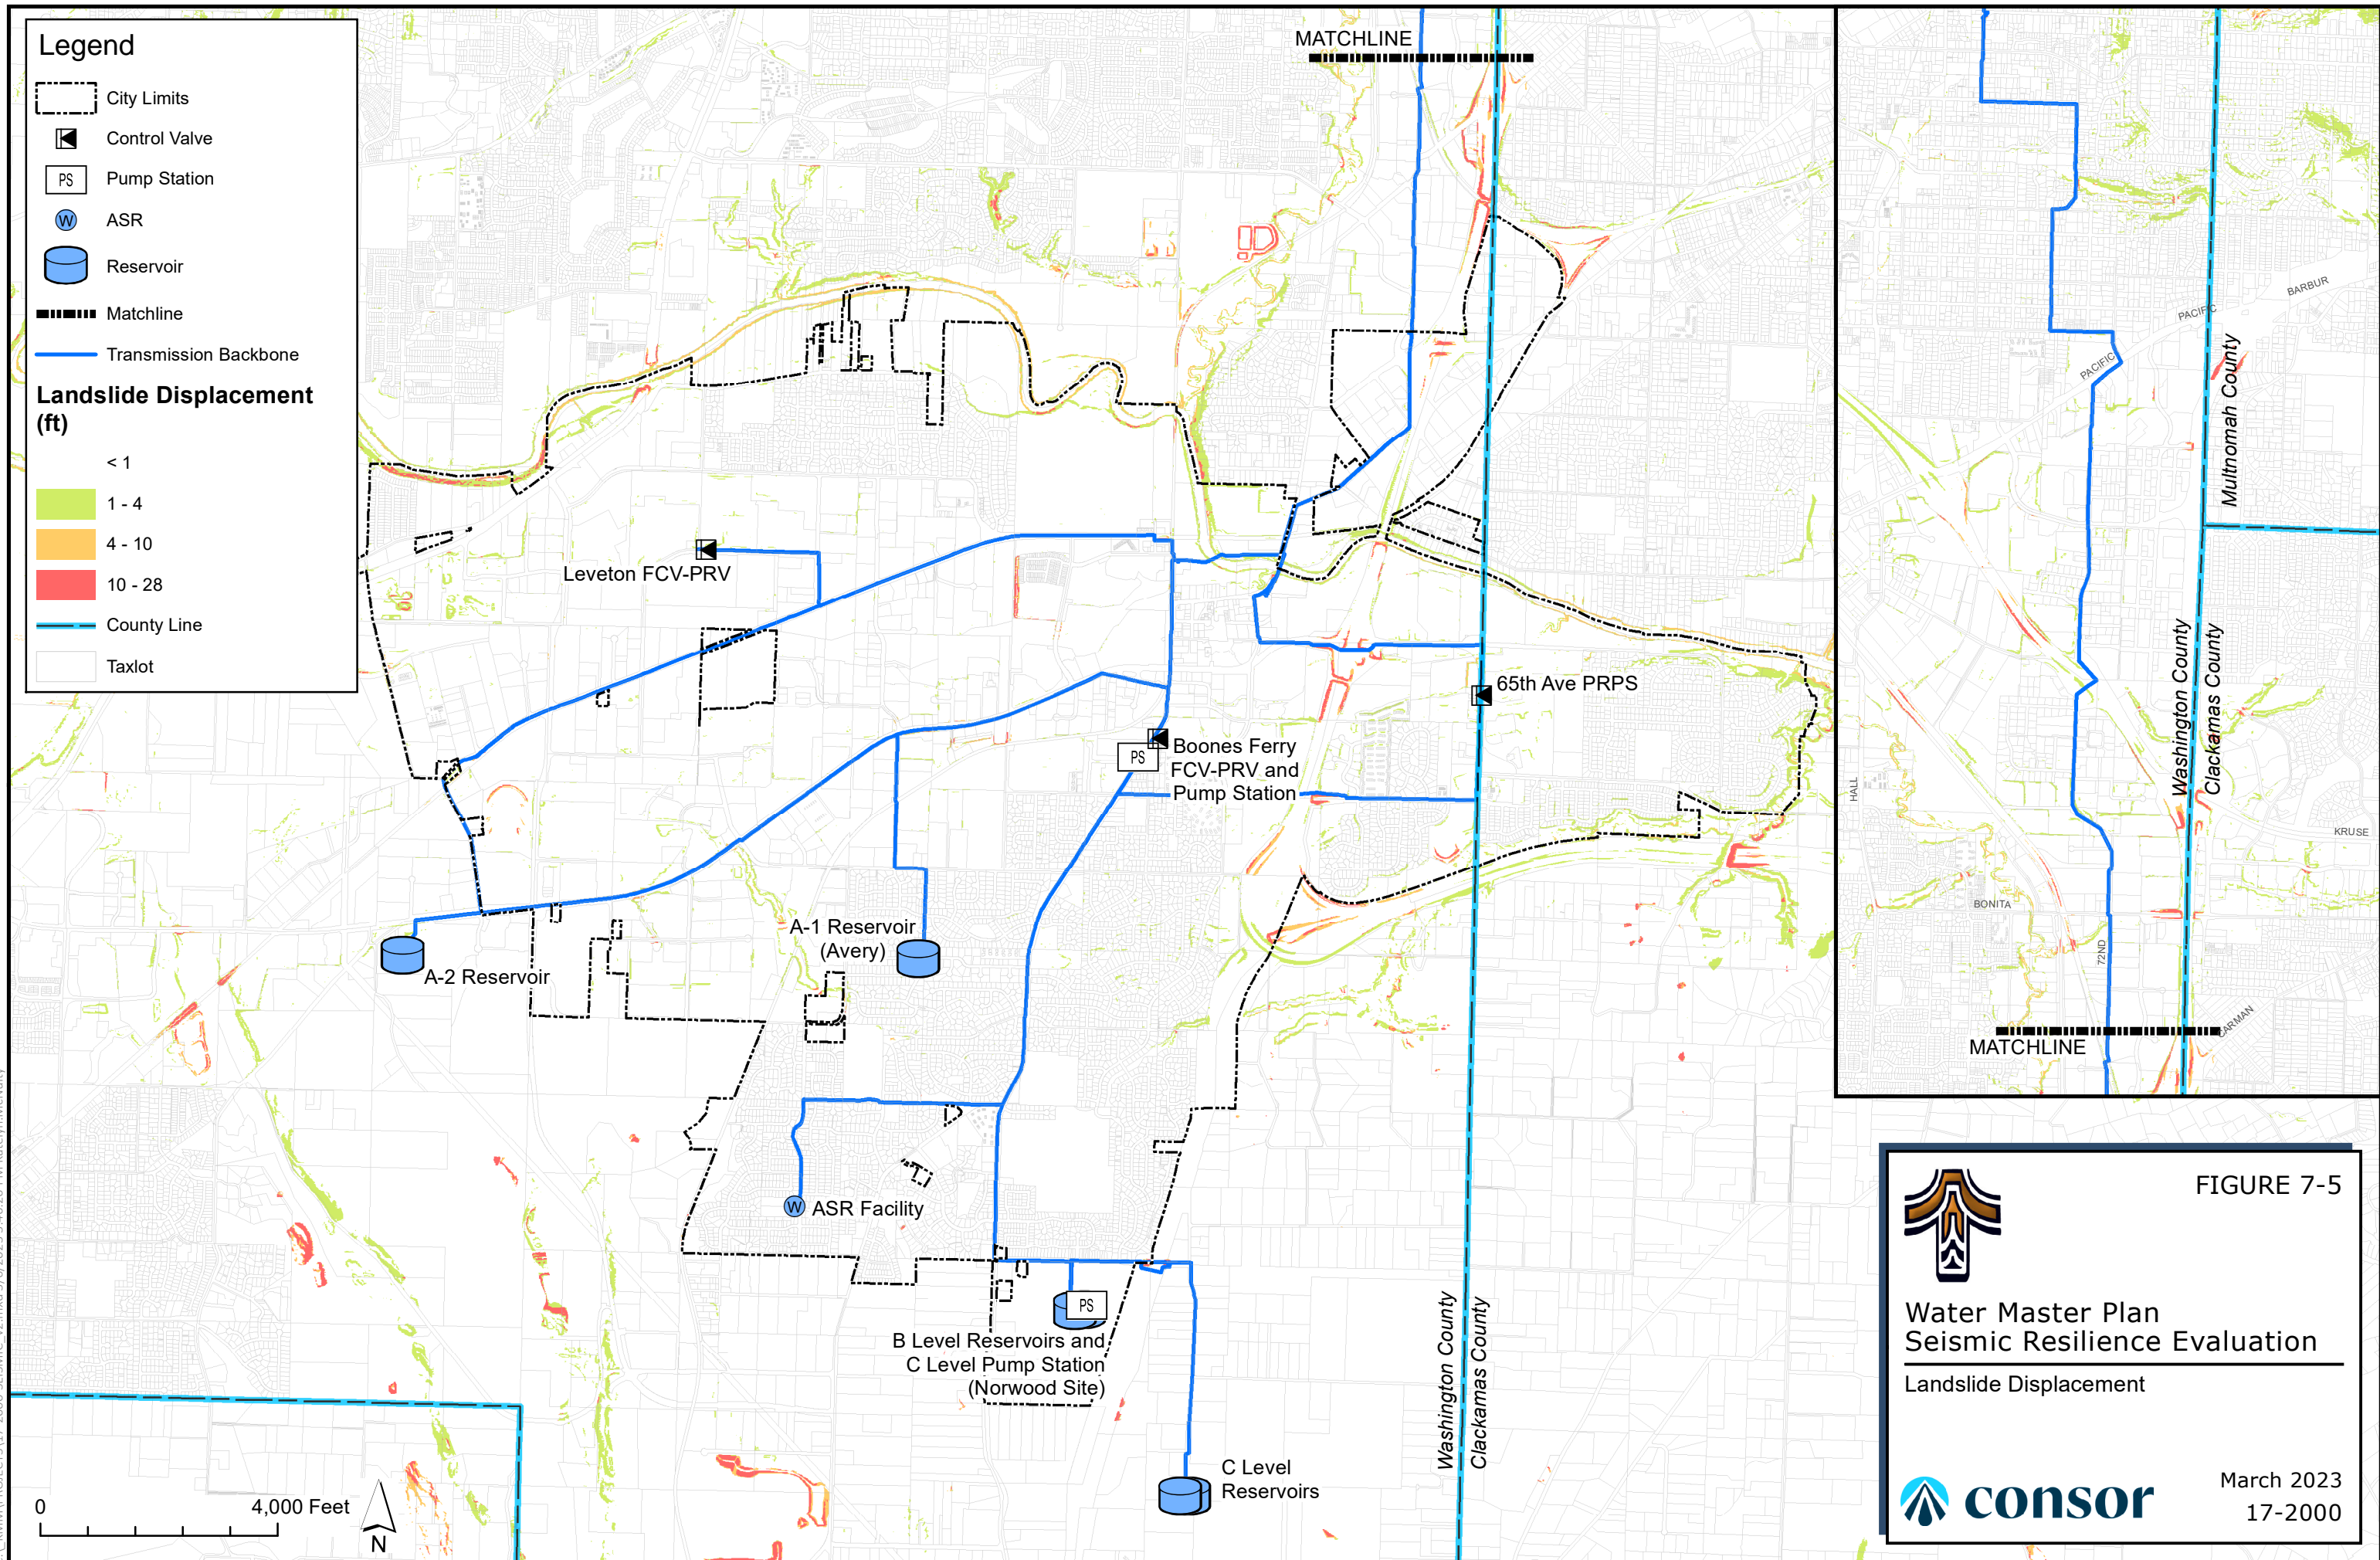 Legend
City Limits
Control Valve
PS
Pump Station
W
ASR
Reservoir
Matchline
Transmission Backbone
Landslide Displacement
(ft)
< 1
1 - 4
4 - 10
10 - 28
County Line
Taxlot
MATCHLINE
Leveton FCV-PRV
65th Ave PRPS
PS
Boones Ferry
FCV-PRV and
Pump Station
A-1 Reservoir
(Avery)
A-2 Reservoir
W
ASR Facility
PS
B Level Reservoirs and
C Level Pump Station
(Norwood Site)
C Level
Reservoirs
Washington County
Clackamas County
0
4,000 Feet
N
BARBUR
PACIFIC
PACIFIC
Multnomah County
Washington County
Clackamas County
HALL
KRUSE
BONITA
72ND
CARMAN
MATCHLINE
FIGURE 7-5
Water Master Plan
Seismic Resilience Evaluation
Landslide Displacement
consor
March 2023
17-2000